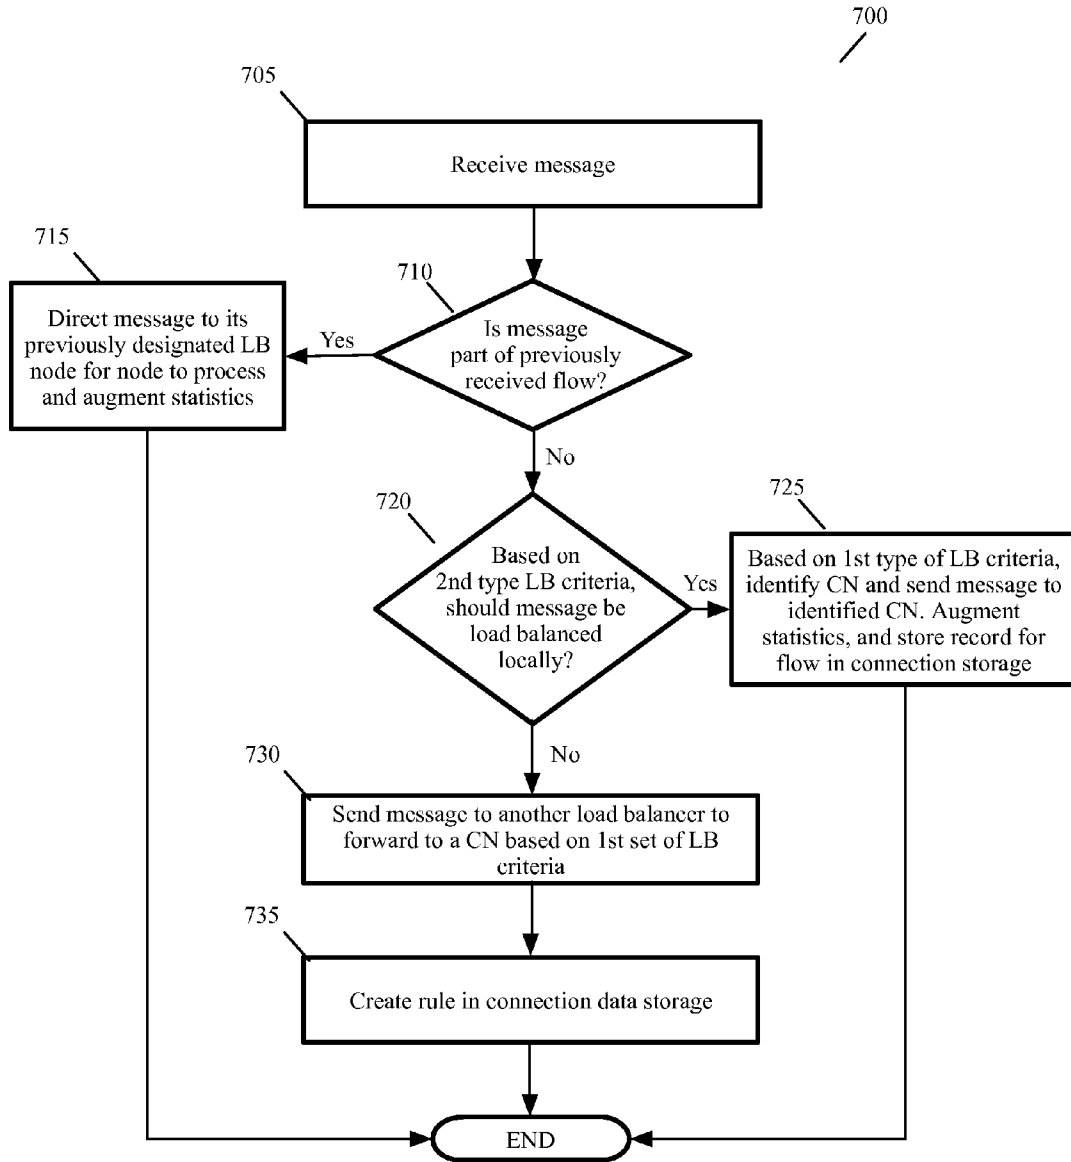 700
705
Receive message
715
Direct message to its
previously designated LB
node for node to process
and augment statistics
Yes
710
Is message
part of previously
received flow?
No
720
Based on
2nd type LB criteria,
should message be
load balanced
locally?
Yes
725
Based on 1st type of LB criteria,
identify CN and send message to
identified CN. Augment
statistics, and store record for
flow in connection storage
No
730
Send message to another load balancer to
forward to a CN based on 1st set of LB
criteria
735
Create rule in connection data storage
END